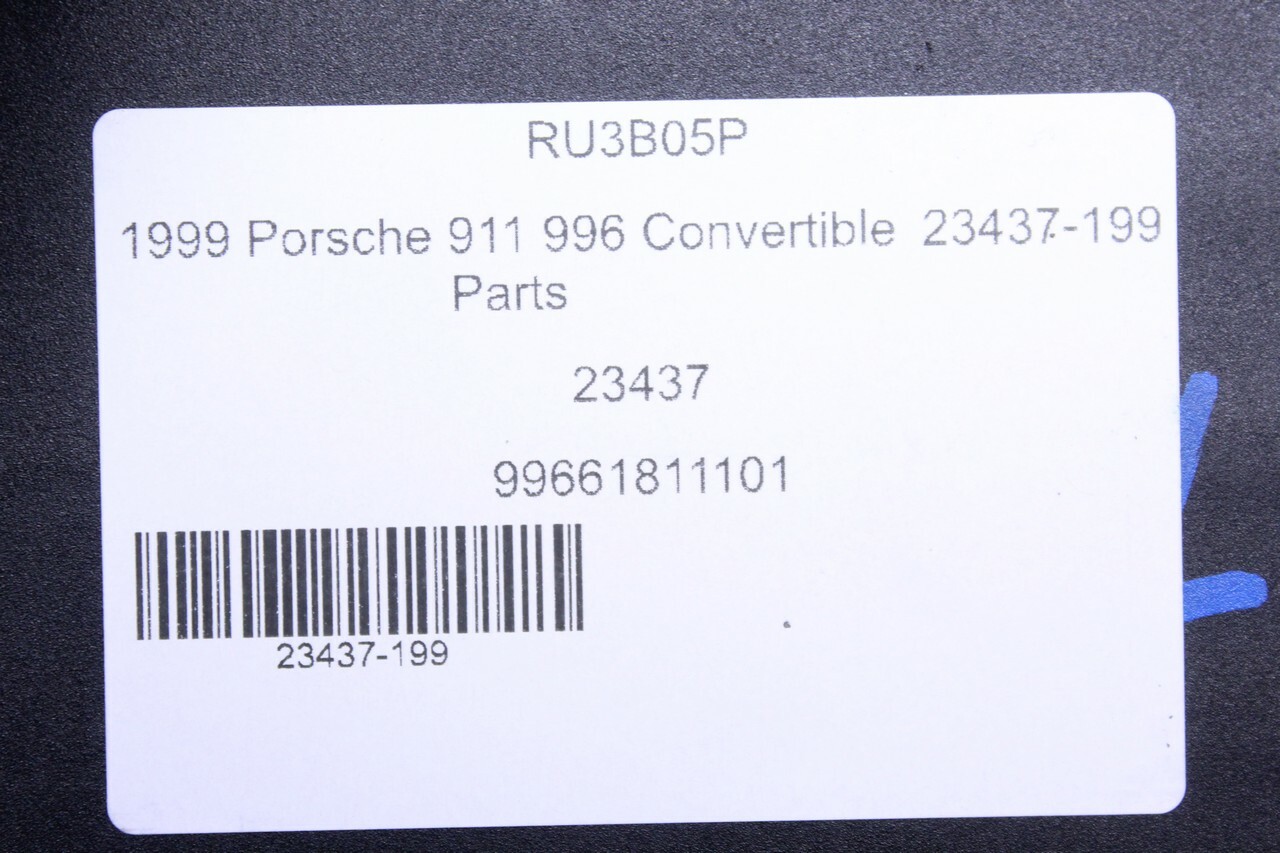 RU3B05P
1999 Porsche 911 996 Convertible 23437-199
Parts
23437
99661811101
23437-199